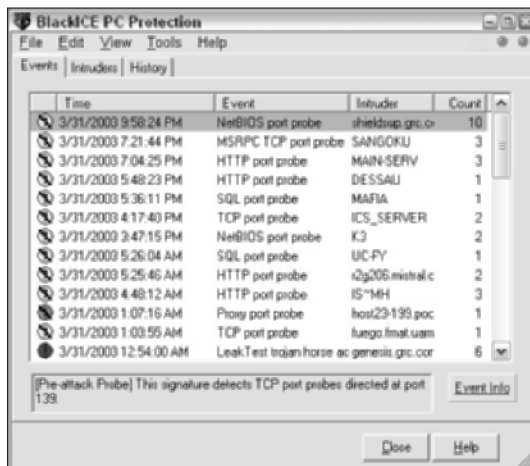 BlackICE PC Protection
File Edit View Tools Help
Events Intruders History
Time Event Intruder Count
3/31/2003 9:58:24 PM NetBIOS port probe shieldsup.grc.co 10
3/31/2003 7:21:44 PM MSRPC TCP port probe SANGOKU 3
3/31/2003 7:04:25 PM HTTP port probe MAIN-SERV 3
3/31/2003 5:48:23 PM HTTP port probe DESSAU 1
3/31/2003 5:36:11 PM SQL port probe MAFIA 1
3/31/2003 4:17:40 PM TCP port probe ICS_SERVER 2
3/31/2003 3:47:15 PM NetBIOS port probe K3 2
3/31/2003 5:26:04 AM SQL port probe UC-FY 1
3/31/2003 5:25:46 AM HTTP port probe r2g206.mistral.c 2
3/31/2003 4:48:12 AM HTTP port probe IS~MH 3
3/31/2003 1:07:16 AM Proxy port probe host23-199.poc 1
3/31/2003 1:03:55 AM TCP port probe fuego.fmat.uam 1
3/31/2003 12:54:00 AM LeakTest trojan horse ac genesis.grc.cor 6
[Pre-attack Probe] This signature detects TCP port probes directed at port
139.
Event Info
Close Help